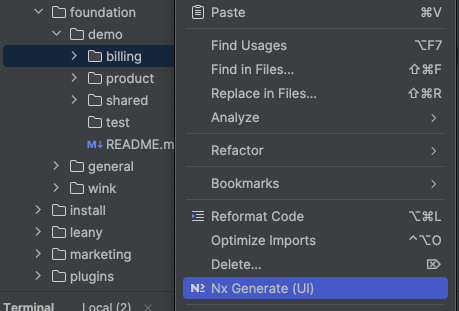 foundation
demo
billing
product
shared
test
README.m
general
wink
install
leany
marketing
plugins
Terminal Local (2) ×
Paste ⌘V
Find Usages ⌥F7
Find in Files... ⇧⌘F
Replace in Files... ⇧⌘R
Analyze
Refactor
Bookmarks
Reformat Code ⌥⌘L
Optimize Imports ^⌥O
Delete... ⌦
Nx Generate (UI)